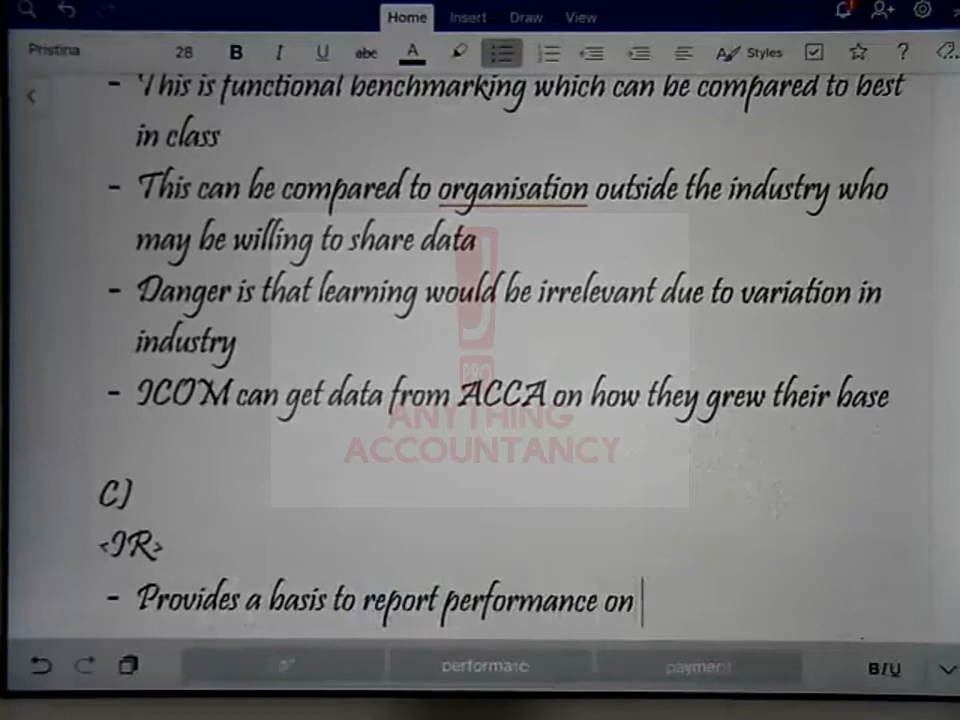 Home Insert Draw View
Pristina 28 B I U abc A Styles ?
- This is functional benchmarking which can be compared to best
in class
- This can be compared to organisation outside the industry who
may be willing to share data
- Danger is that learning would be irrelevant due to variation in
industry
- ICOM can get data from ACCA on how they grew their base
PRO
ANYTHING
ACCOUNTANCY
C]
<IR>
- Provides a basis to report performance on
performanc payment B/U